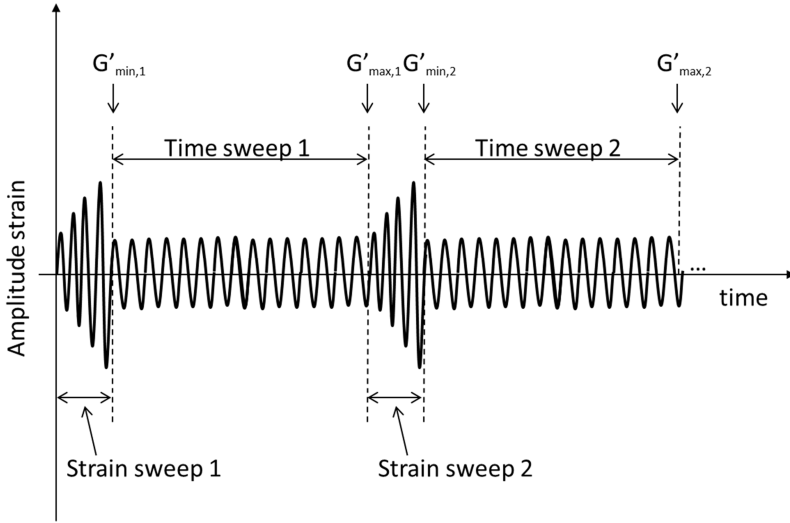 G’min,1
G’max,1
G’min,2
G’max,2
Time sweep 1
Time sweep 2
Amplitude strain
...
time
Strain sweep 1
Strain sweep 2